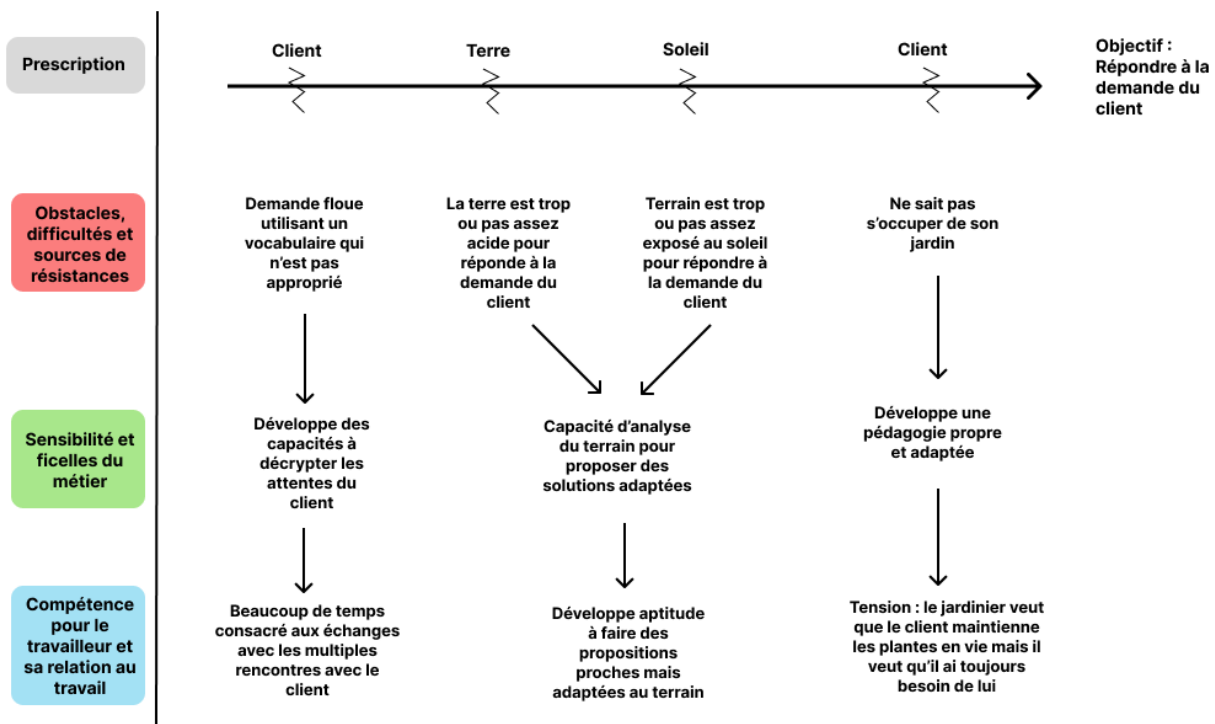 Prescription
Client
Terre
Soleil
Client
Objectif :
Répondre à la
demande du
client
Obstacles,
difficultés et
sources de
résistances
Demande floue
utilisant un
vocabulaire qui
n'est pas
approprié
La terre est trop
ou pas assez
acide pour
réponde à la
demande du
client
Terrain est trop
ou pas assez
exposé au soleil
pour répondre à
la demande du
client
Ne sait pas
s'occuper de son
jardin
Sensibilité et
ficelles du
métier
Développe des
capacités à
décrypter les
attentes du
client
Capacité d'analyse
du terrain pour
proposer des
solutions adaptées
Développe une
pédagogie propre
et adaptée
Compétence
pour le
travailleur et
sa relation au
travail
Beaucoup de temps
consacré aux échanges
avec les multiples
rencontres avec le
client
Développe aptitude
à faire des
propositions
proches mais
adaptées au terrain
Tension : le jardinier veut
que le client maintienne
les plantes en vie mais il
veut qu'il ai toujours
besoin de lui